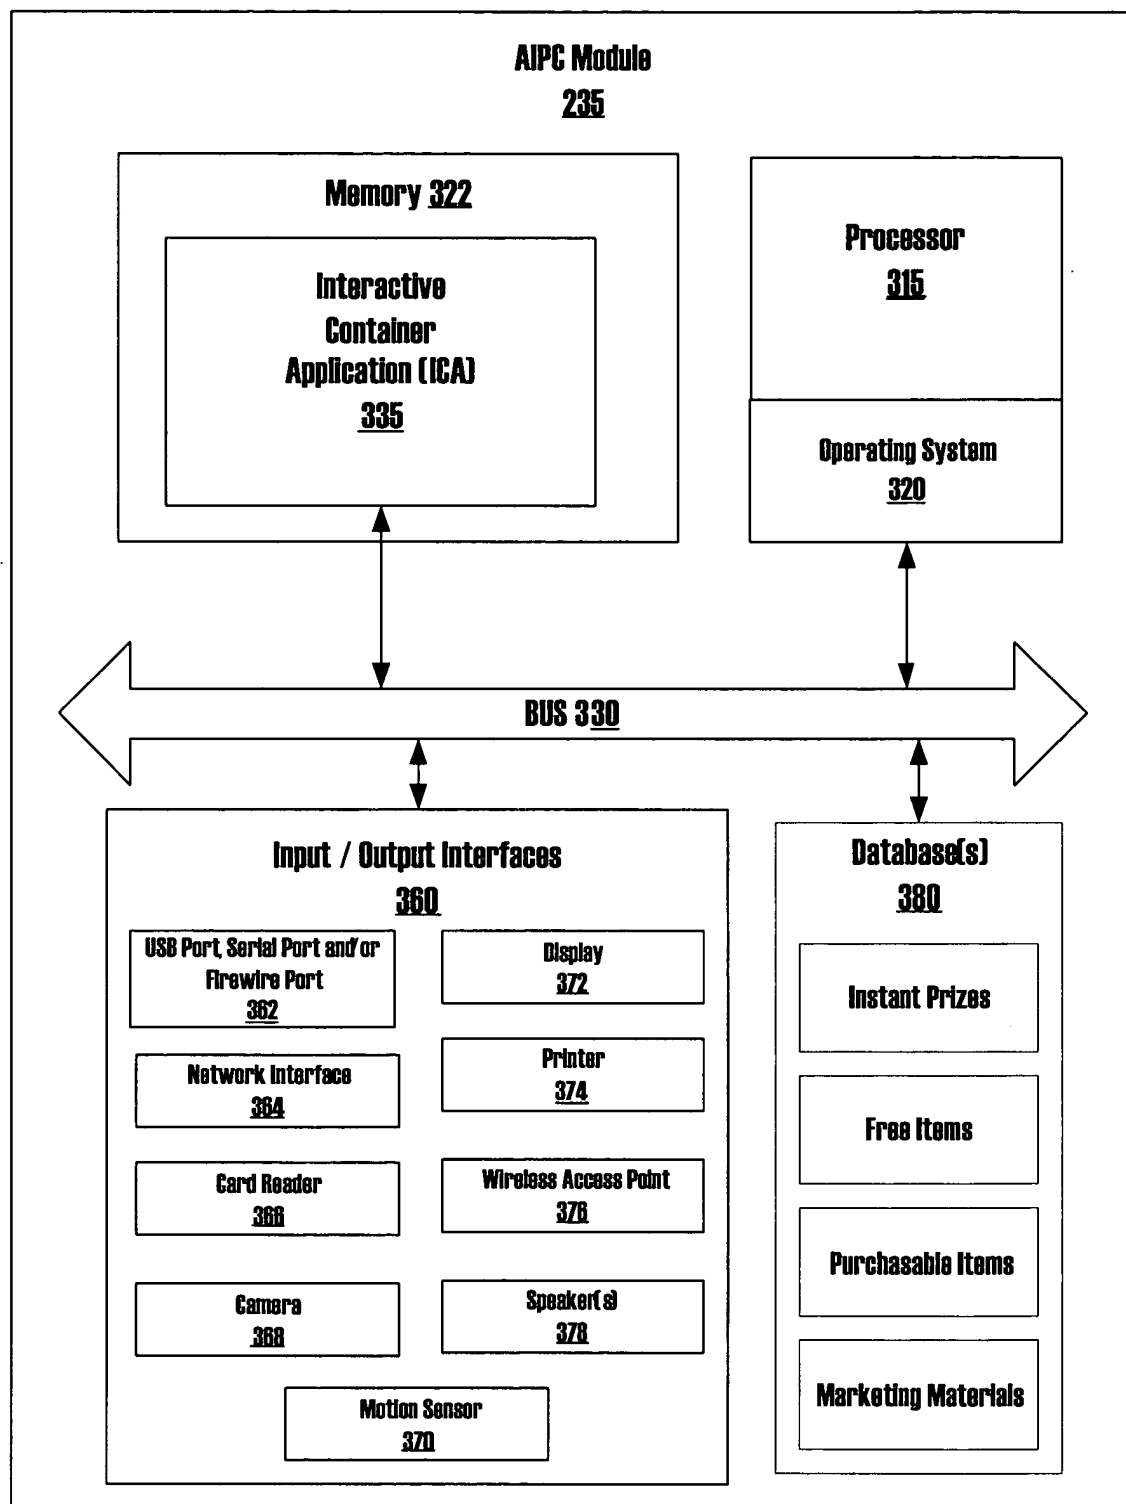 AIPC Module
235
Memory 322
Interactive
Container
Application (ICA)
335
Processor
315
Operating System
320
BUS 330
Input / Output Interfaces
360
USB Port, Serial Port and/or
Firewire Port
362
Display
372
Network Interface
364
Printer
374
Card Reader
366
Wireless Access Point
376
Camera
368
Speaker(s)
378
Motion Sensor
370
Database(s)
380
Instant Prizes
Free Items
Purchasable Items
Marketing Materials